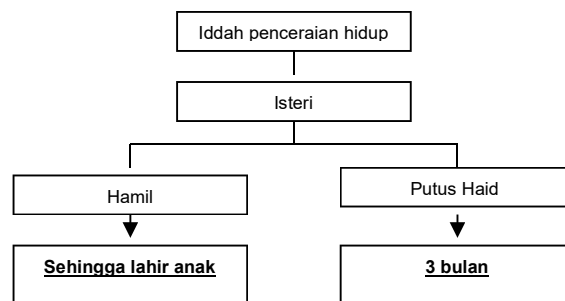 Iddah penceraian hidup
Isteri
Hamil
Putus Haid
Sehingga lahir anak
3 bulan